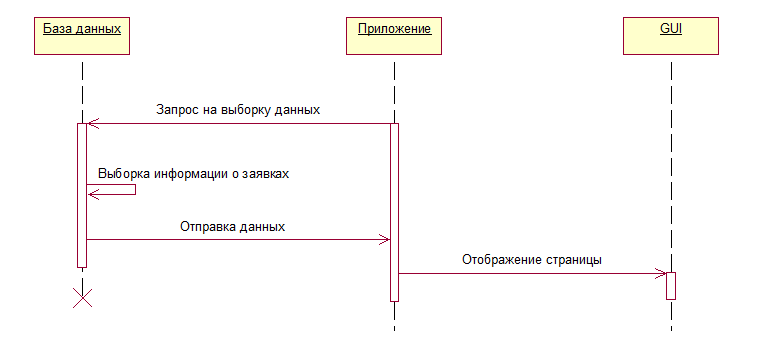 База данных
Приложение
GUI
Запрос на выборку данных
Выборка информации о заявках
Отправка данных
Отображение страницы